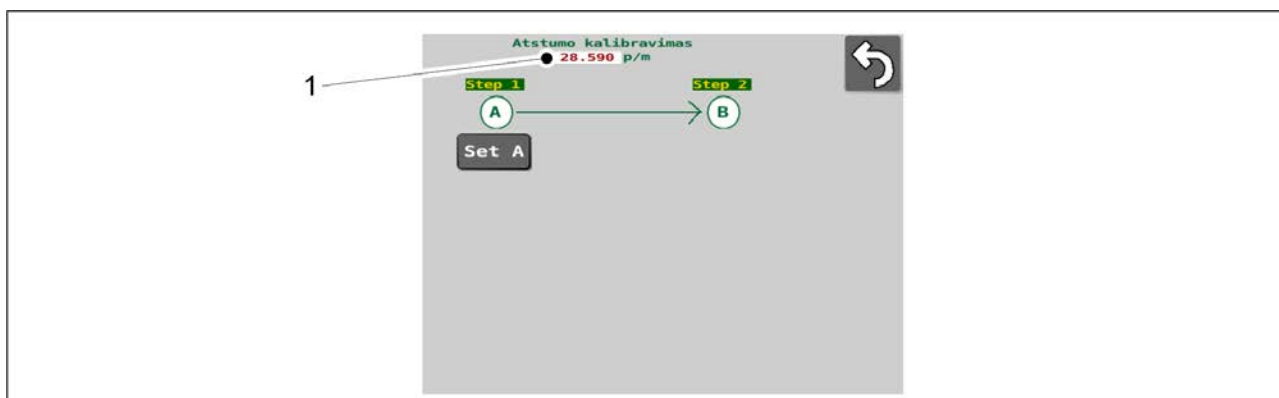 Atstumo kalibravimas
1
28.590 p/m
Step 1 Step 2
A B
Set A